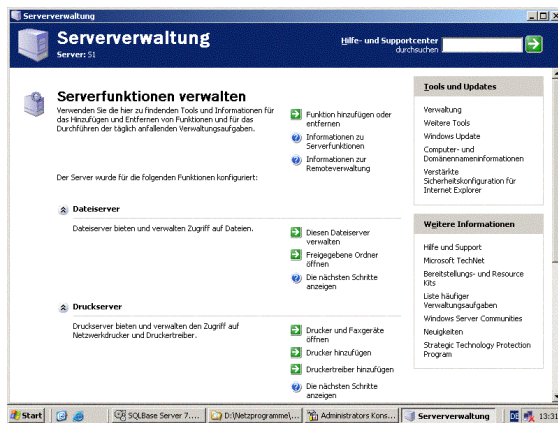 Serververwaltung
Serververwaltung
Server: S1
Hilfe- und Supportcenter
durchsuchen
Serverfunktionen verwalten
Verwenden Sie die hier zu findenden Tools und Informationen für
das Hinzufügen und Entfernen von Funktionen und für das
Durchführen der täglich anfallenden Verwaltungsaufgaben.
Funktion hinzufügen oder
entfernen
Informationen zu
Serverfunktionen
Informationen zur
Remoteverwaltung
Der Server wurde für die folgenden Funktionen konfiguriert:
Dateiserver
Dateiserver bieten und verwalten Zugriff auf Dateien.
Diesen Dateiserver
verwalten
Freigegebene Ordner
öffnen
Die nächsten Schritte
anzeigen
Druckserver
Druckserver bieten und verwalten den Zugriff auf
Netzwerkdrucker und Druckertreiber.
Drucker und Faxgeräte
öffnen
Drucker hinzufügen
Druckertreiber hinzufügen
Die nächsten Schritte
anzeigen
Tools und Updates
Verwaltung
Weitere Tools
Windows Update
Computer- und
Domänennameninformationen
Verstärkte
Sicherheitskonfiguration für
Internet Explorer
Weitere Informationen
Hilfe und Support
Microsoft TechNet
Bereitstellungs- und Resource
Kits
Liste häufiger
Verwaltungsaufgaben
Windows Server Communities
Neuigkeiten
Strategic Technology Protection
Program
Start
SQLBase Server 7....
D:\Netzprogramme\...
Administrators Kons...
Serververwaltung
DE
13:31